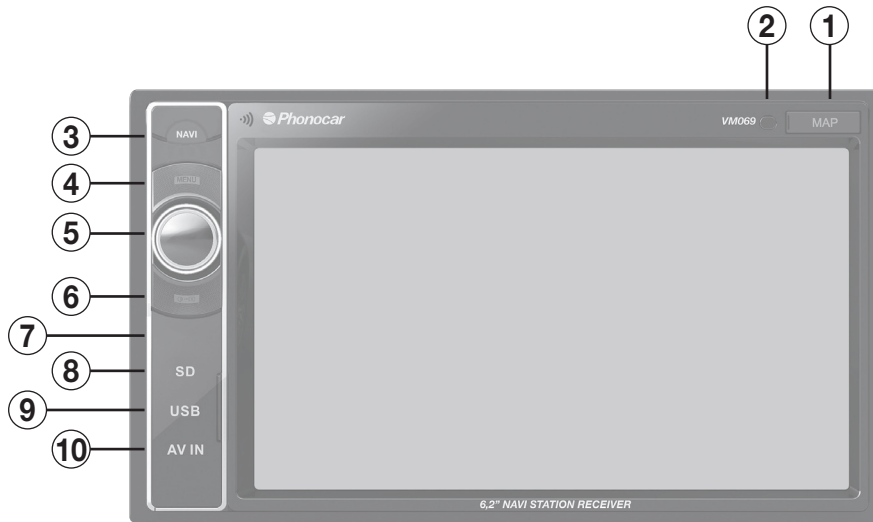 2 1
Phonocar VM069 MAP
3 NAVI
4 MENU
5
6
7
8 SD
9 USB
10 AV IN
6,2" NAVI STATION RECEIVER